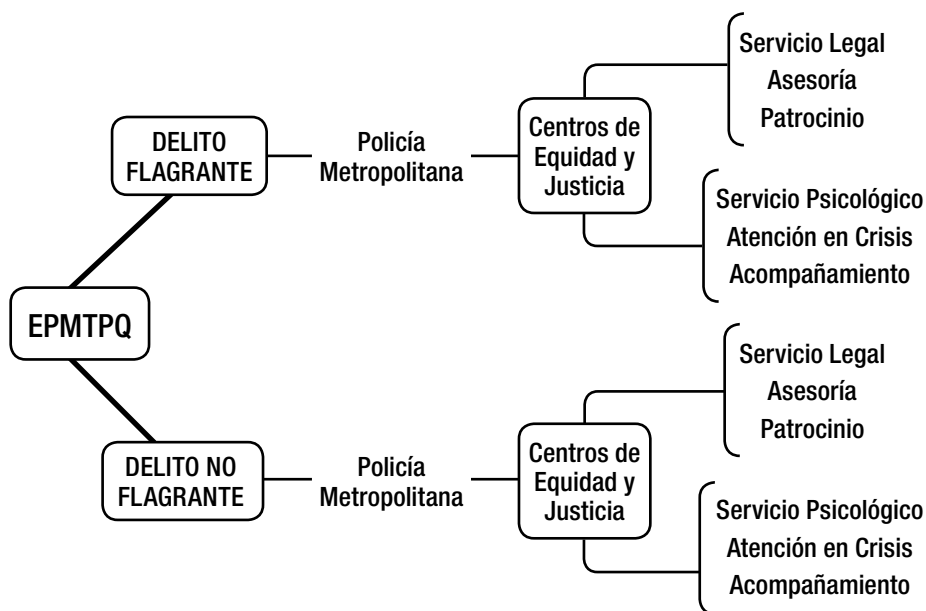 EPMTPQ
DELITO
FLAGRANTE
Policía
Metropolitana
Centros de
Equidad y
Justicia
Servicio Legal
Asesoría
Patrocinio
Servicio Psicológico
Atención en Crisis
Acompañamiento
DELITO NO
FLAGRANTE
Policía
Metropolitana
Centros de
Equidad y
Justicia
Servicio Legal
Asesoría
Patrocinio
Servicio Psicológico
Atención en Crisis
Acompañamiento